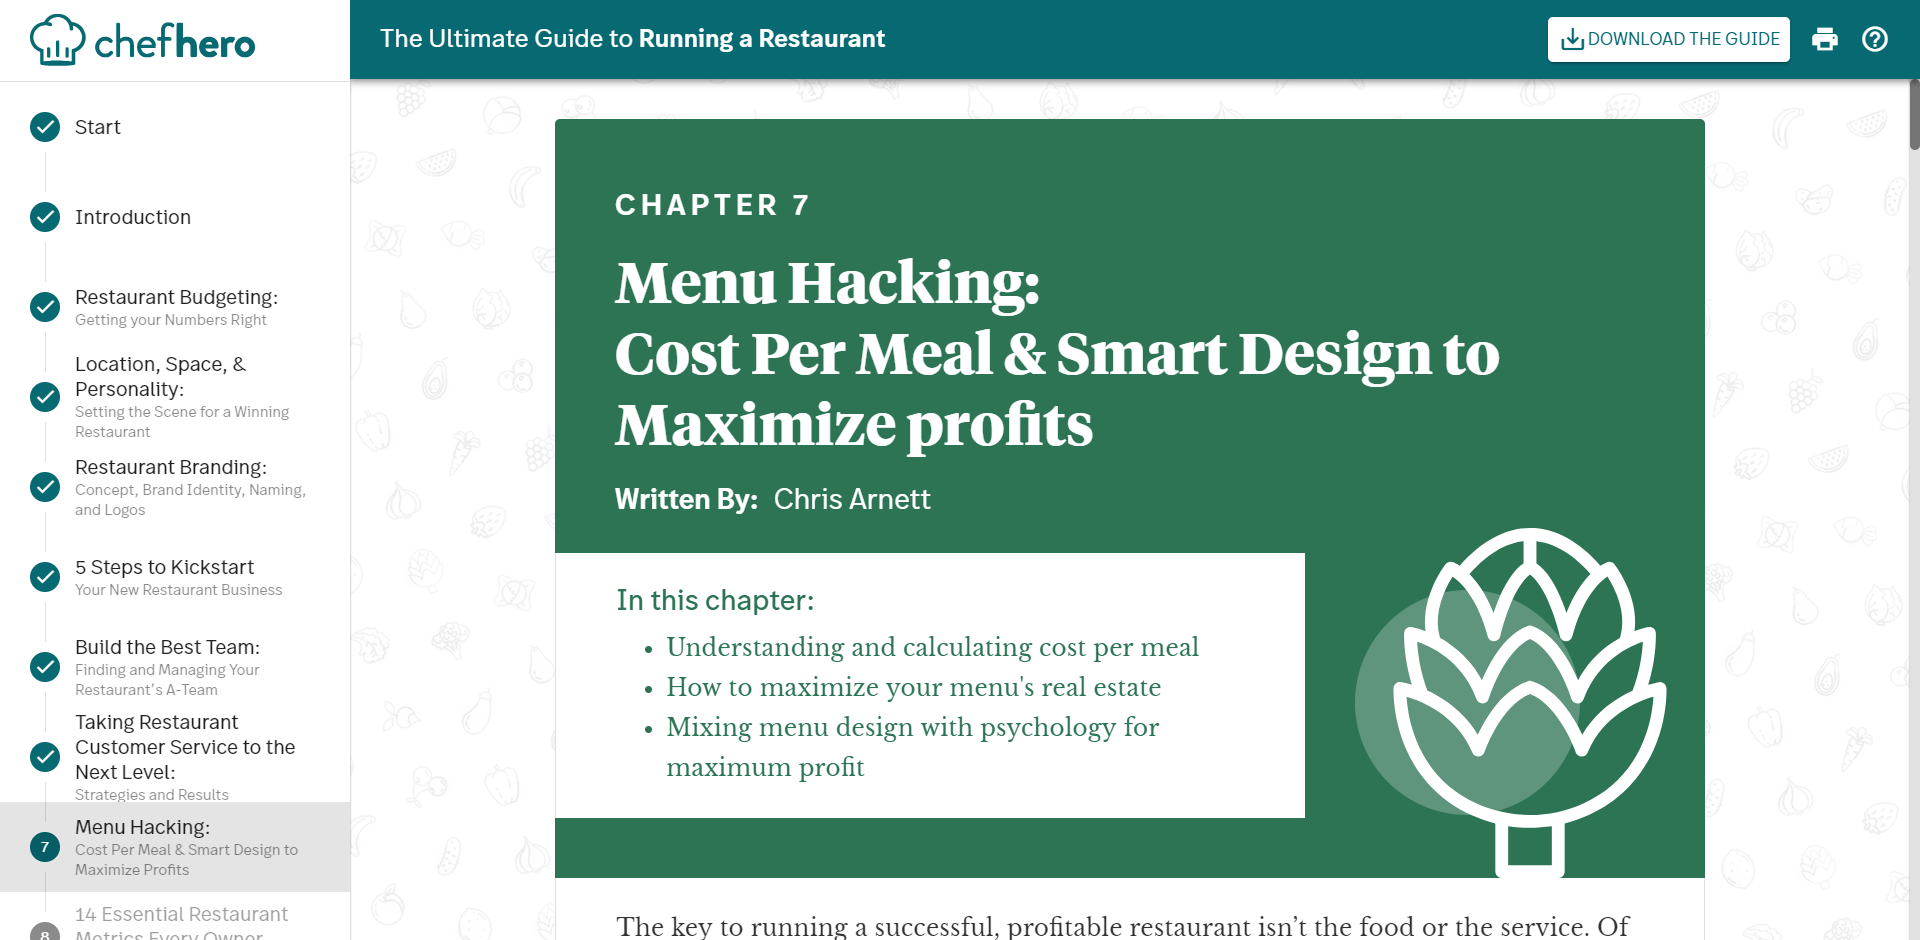 chefhero
The Ultimate Guide to Running a Restaurant
DOWNLOAD THE GUIDE
Start
Introduction
Restaurant Budgeting:
Getting your Numbers Right
Location, Space, &
Personality:
Setting the Scene for a Winning
Restaurant
Restaurant Branding:
Concept, Brand Identity, Naming,
and Logos
5 Steps to Kickstart
Your New Restaurant Business
Build the Best Team:
Finding and Managing Your
Restaurant's A-Team
Taking Restaurant
Customer Service to the
Next Level:
Strategies and Results
7
Menu Hacking:
Cost Per Meal & Smart Design to
Maximize Profits
8
14 Essential Restaurant
Metrics Every Owner
CHAPTER 7
Menu Hacking:
Cost Per Meal & Smart Design to
Maximize profits
Written By: Chris Arnett
In this chapter:
• Understanding and calculating cost per meal
• How to maximize your menu's real estate
• Mixing menu design with psychology for
maximum profit
The key to running a successful, profitable restaurant isn’t the food or the service. Of